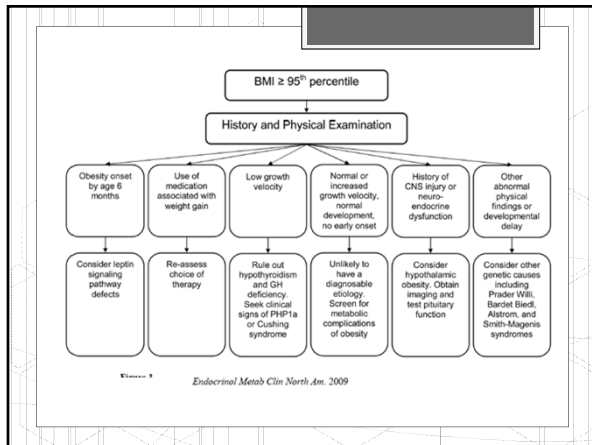 BMI ≥ 95th percentile
History and Physical Examination
Obesity onset
by age 6
months
Use of
medication
associated with
weight gain
Low growth
velocity
Normal or
increased
growth velocity,
normal
development,
no early onset
History of
CNS injury or
neuro-
endocrine
dysfunction
Other
abnormal
physical
findings or
developmental
delay
Consider leptin
signaling
pathway
defects
Re-assess
choice of
therapy
Rule out
hypothyroidism
and GH
deficiency.
Seek clinical
signs of PHP1a
or Cushing
syndrome
Unlikely to
have a
diagnosable
etiology.
Screen for
metabolic
complications
of obesity
Consider
hypothalamic
obesity. Obtain
imaging and
test pituitary
function
Consider other
genetic causes
including
Prader Willi,
Bardet Biedl,
Alstrom, and
Smith-Magenis
syndromes
Endocrinol Metab Clin North Am. 2009